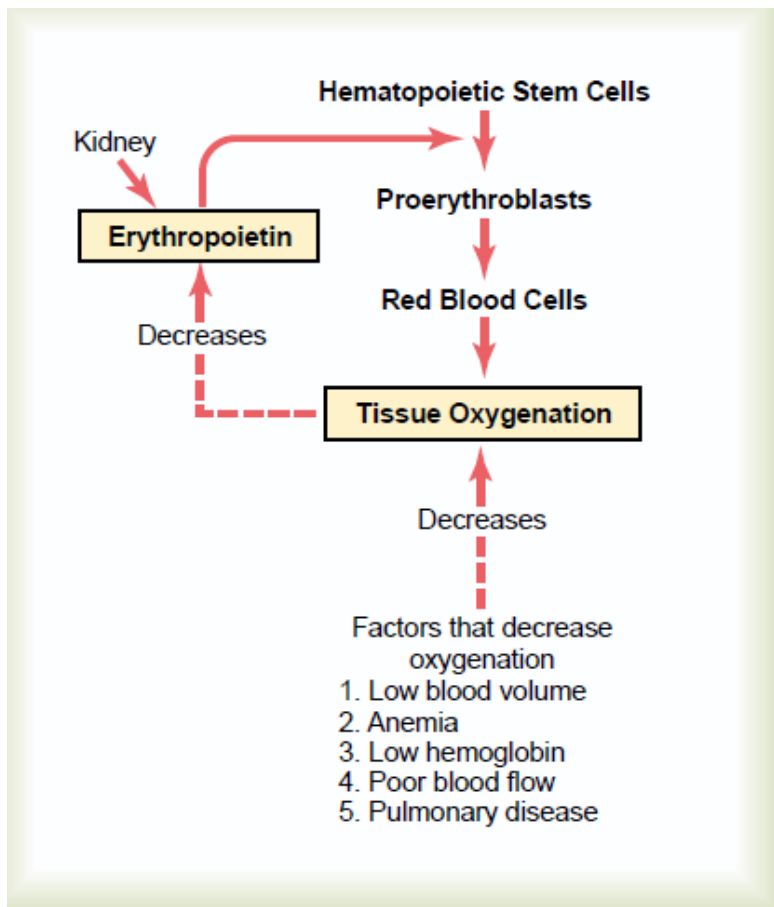 Hematopoietic Stem Cells
Kidney
Proerythroblasts
Erythropoietin
Red Blood Cells
Decreases
Tissue Oxygenation
Decreases
Factors that decrease
oxygenation
1. Low blood volume
2. Anemia
3. Low hemoglobin
4. Poor blood flow
5. Pulmonary disease